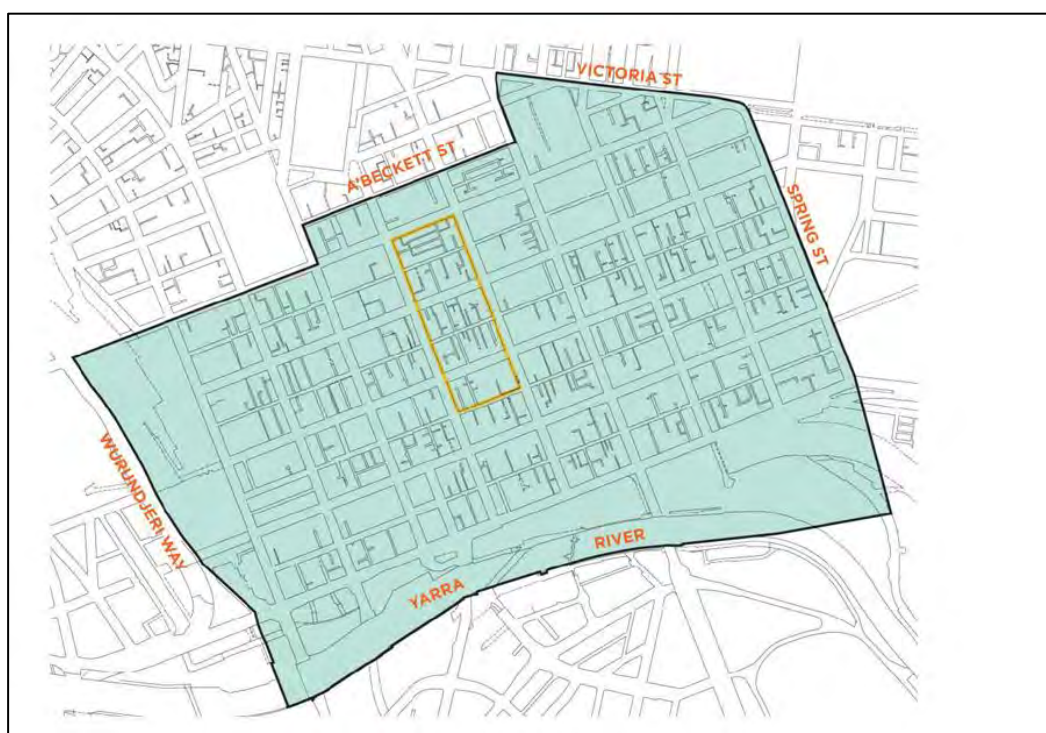 VICTORIA ST
A'BECKETT ST
SPRING ST
WURUNDJERI WAY
RIVER
YARRA